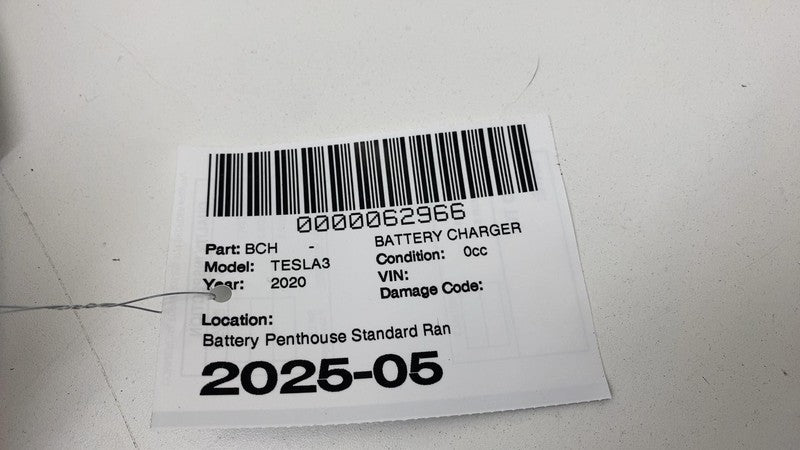 0000062966
Part: BCH - BATTERY CHARGER
Model: TESLA3 Condition: 0cc
Year: 2020 VIN:
Damage Code:
Location:
Battery Penthouse Standard Ran
2025-05